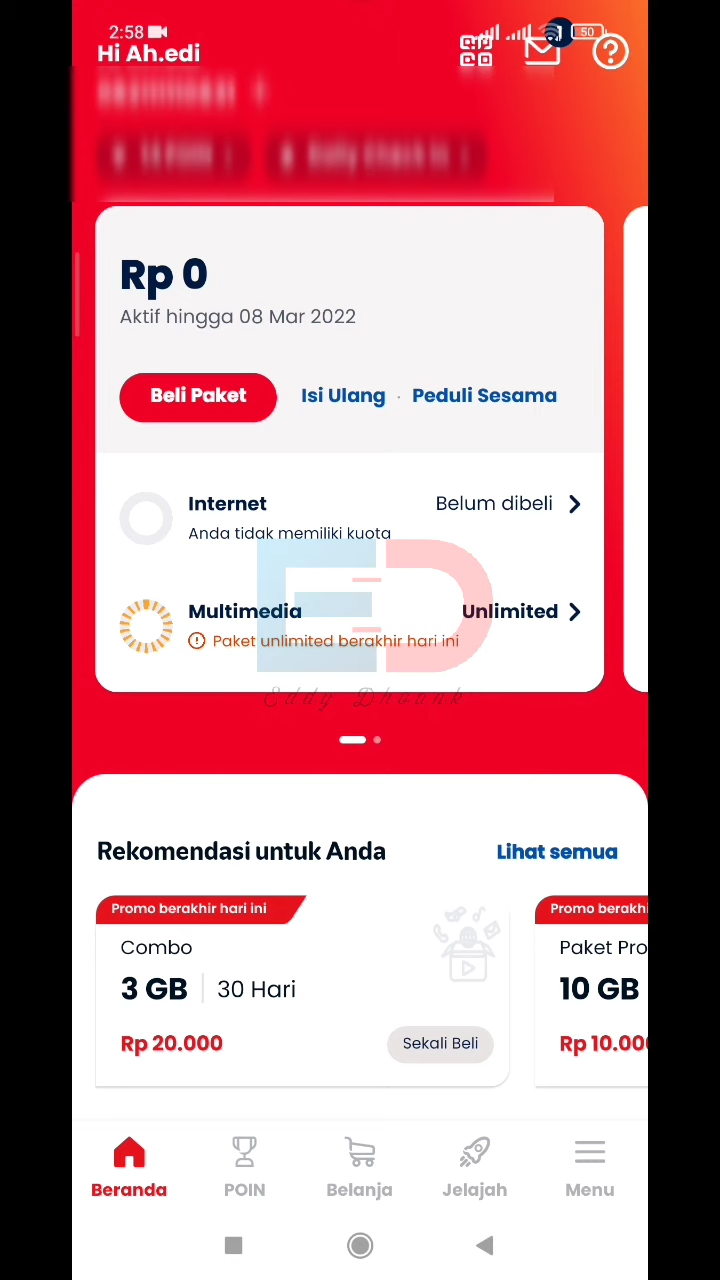 2:58 50
Hi Ah.edi
Rp 0
Aktif hingga 08 Mar 2022
Beli Paket Isi Ulang · Peduli Sesama
Internet Belum dibeli
Anda tidak memiliki kuota
Multimedia Unlimited
Paket unlimited berakhir hari ini
ED
Eddy Dhaank
Rekomendasi untuk Anda Lihat semua
Promo berakhir hari ini Promo berakhi
Combo Paket Pro
3 GB 30 Hari 10 GB
Rp 20.000 Sekali Beli Rp 10.000
Beranda POIN Belanja Jelajah Menu